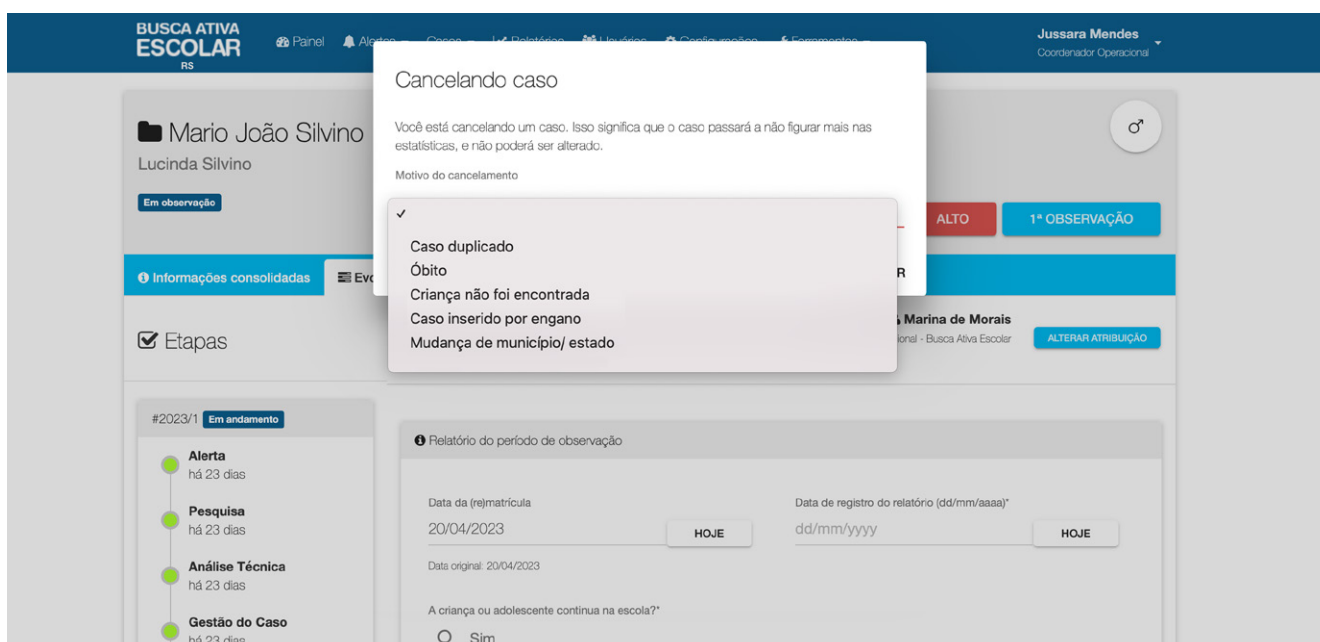 BUSCA ATIVA
ESCOLAR
RS
Painel
Jussara Mendes
Coordenador Operacional
Cancelando caso
Você está cancelando um caso. Isso significa que o caso passará a não figurar mais nas
estatísticas, e não poderá ser alterado.
Motivo do cancelamento
✓
Caso duplicado
Óbito
Criança não foi encontrada
Caso inserido por engano
Mudança de município/ estado
Mario João Silvino
Lucinda Silvino
Em observação
ALTO
1ª OBSERVAÇÃO
Informações consolidadas
Etapas
Marina de Morais
- Busca Ativa Escolar
ALTERAR ATRIBUIÇÃO
#2023/1 Em andamento
Alerta
há 23 dias
Pesquisa
há 23 dias
Análise Técnica
há 23 dias
Gestão do Caso
há 23 dias
Relatório do período de observação
Data da (re)matrícula
20/04/2023
HOJE
Data original: 20/04/2023
Data de registro do relatório (dd/mm/aaaa)*
dd/mm/yyyy
HOJE
A criança ou adolescente continua na escola?*
Sim